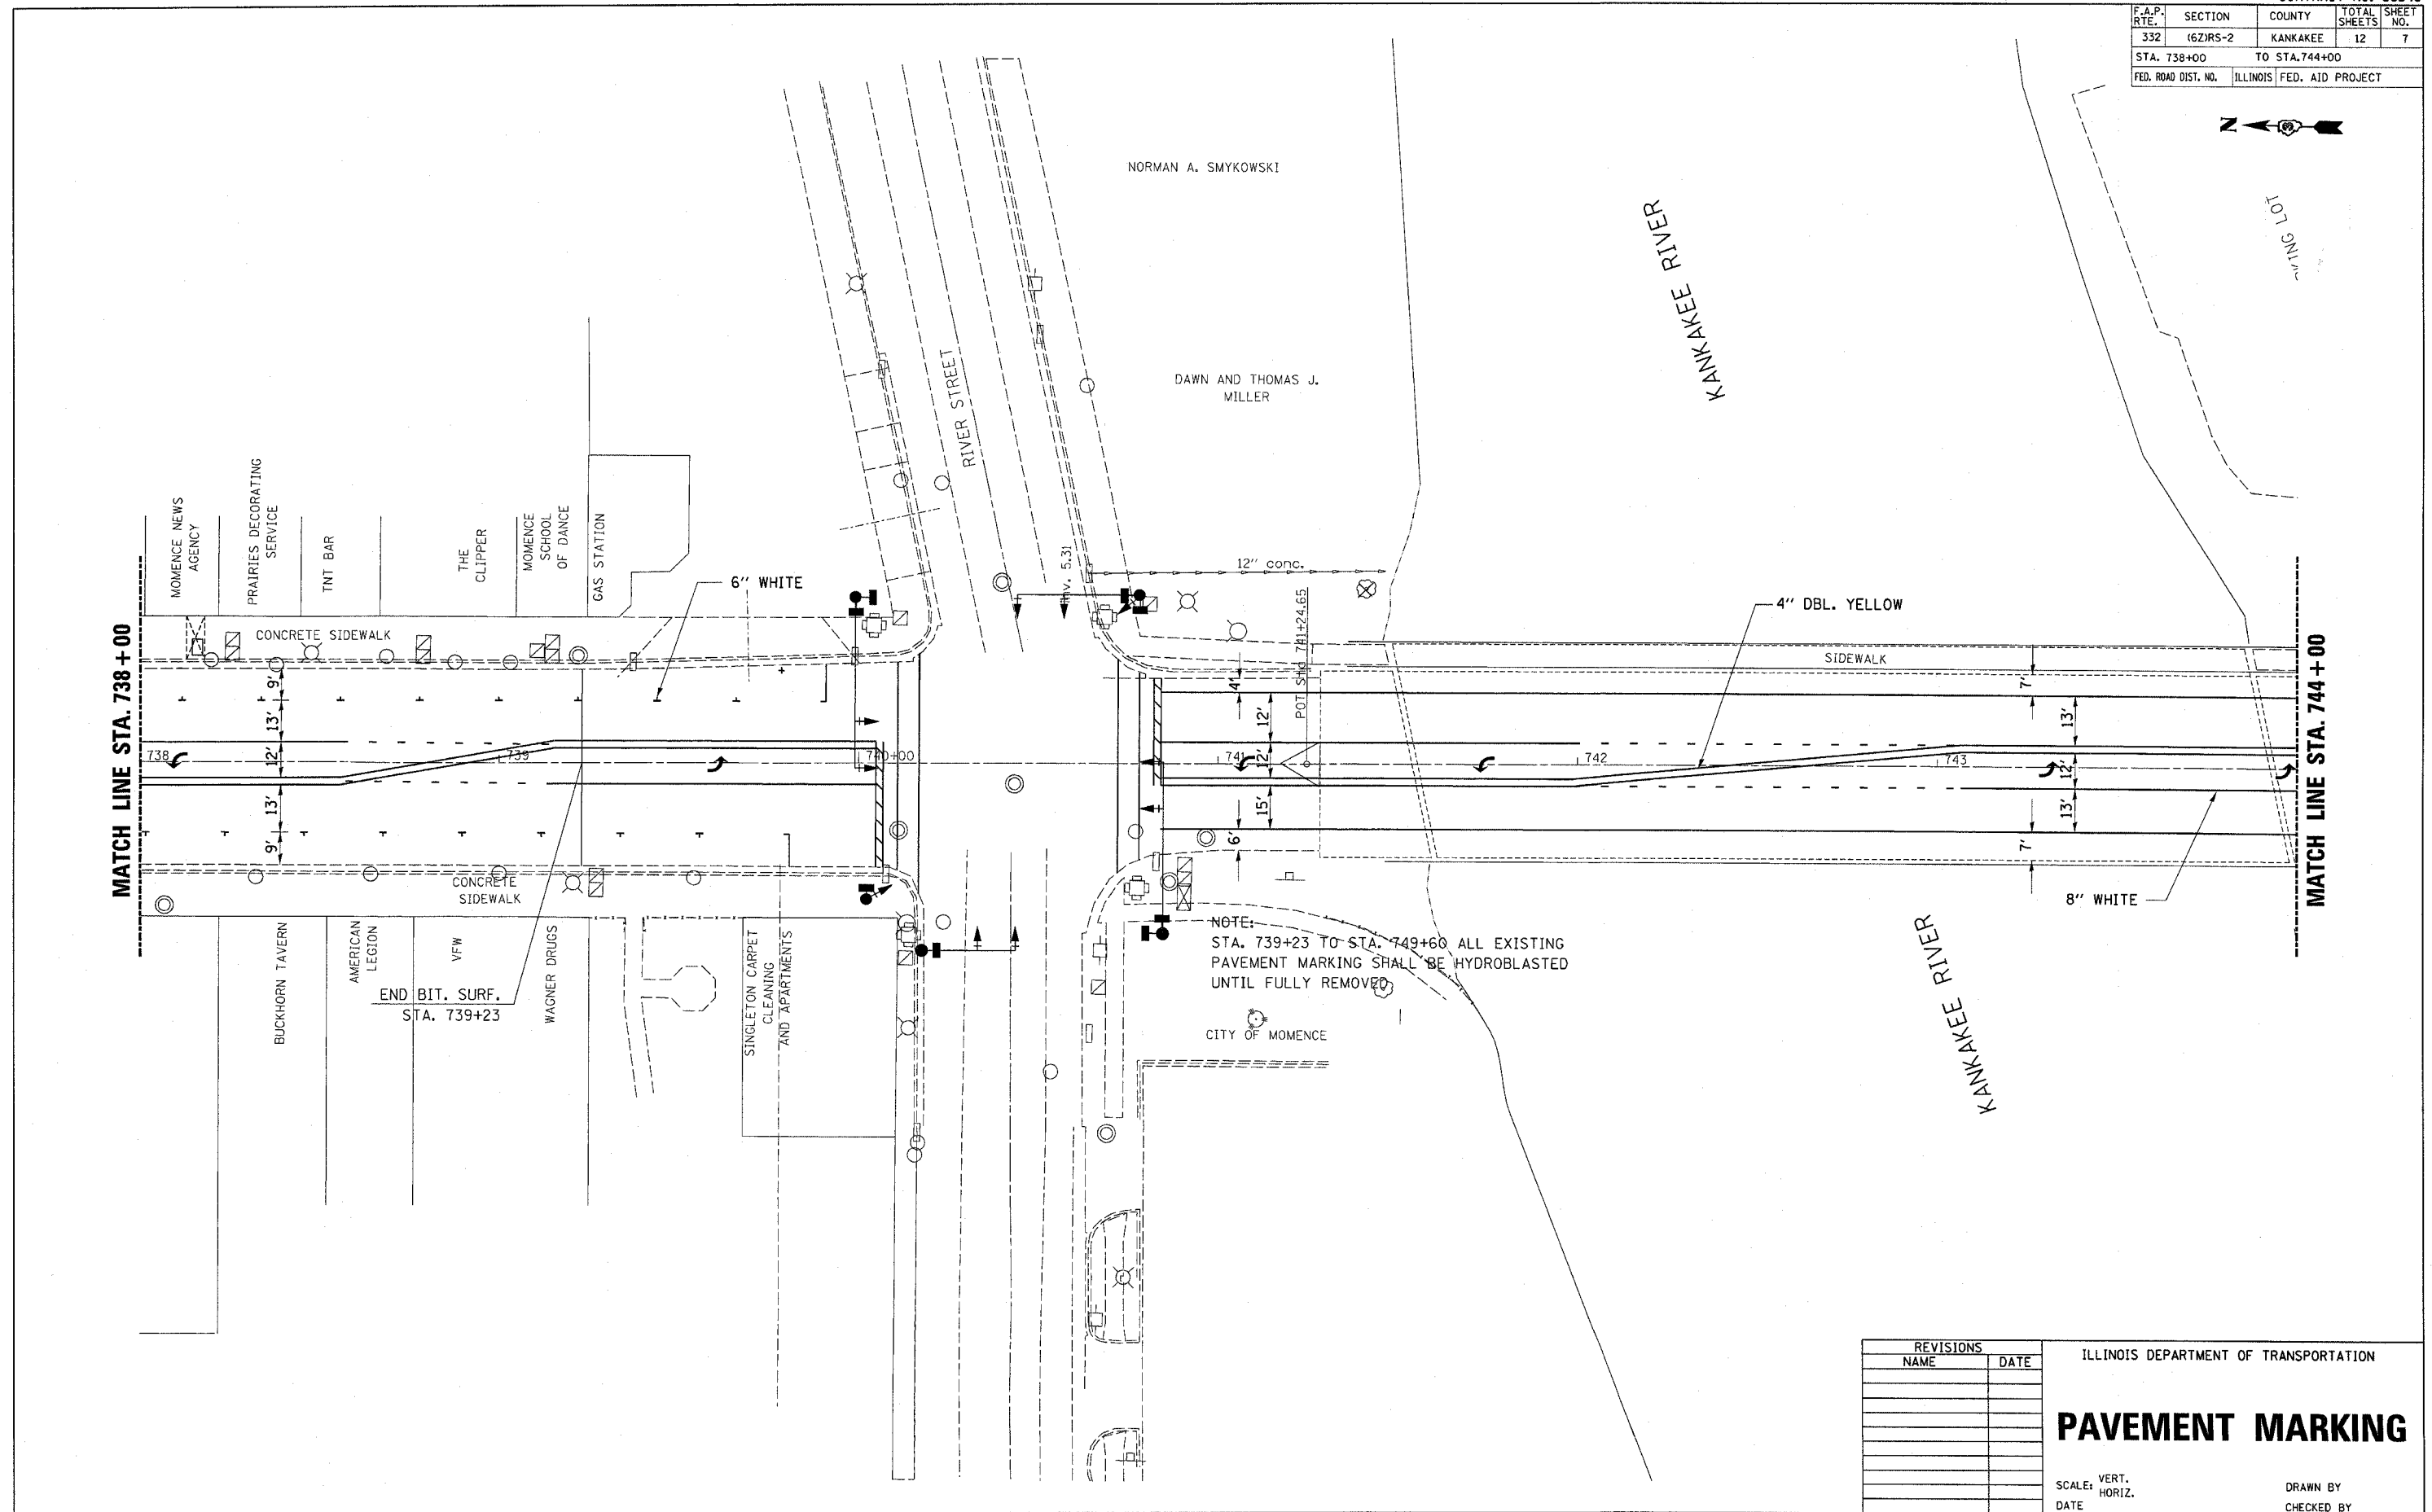 F.A.P. RTE. SECTION COUNTY TOTAL SHEETS SHEET NO.
332 (6Z)RS-2 KANKAKEE 12 7
STA. 738+00 TO STA.744+00
FED. ROAD DIST. NO. ILLINOIS FED. AID PROJECT
N
NORMAN A. SMYKOWSKI
KANKAKEE RIVER
LOT
DAWN AND THOMAS J.
MILLER
RIVER STREET
MOMENCE NEWS
AGENCY
PRAIRIES DECORATING
SERVICE
TNT BAR
THE
CLIPPER
MOMENCE
SCHOOL
OF DANCE
GAS STATION
6" WHITE
5.31
12" conc.
POT 741+24.65
4" DBL. YELLOW
CONCRETE SIDEWALK
SIDEWALK
MATCH LINE STA. 738+00
MATCH LINE STA. 744+00
9'
13'
12'
13'
9'
738
739
740+00
741
742
743
4'
12'
12'
15'
6'
7'
13'
12'
13'
7'
8" WHITE
CONCRETE
SIDEWALK
BUCKHORN TAVERN
AMERICAN
LEGION
VFW
WAGNER DRUGS
SINGLETON CARPET
CLEANING
AND APARTMENTS
END BIT. SURF.
STA. 739+23
NOTE:
STA. 739+23 TO STA. 749+60 ALL EXISTING
PAVEMENT MARKING SHALL BE HYDROBLASTED
UNTIL FULLY REMOVED
CITY OF MOMENCE
KANKAKEE RIVER
REVISIONS
NAME DATE
ILLINOIS DEPARTMENT OF TRANSPORTATION
PAVEMENT MARKING
SCALE: VERT.
HORIZ.
DRAWN BY
DATE
CHECKED BY